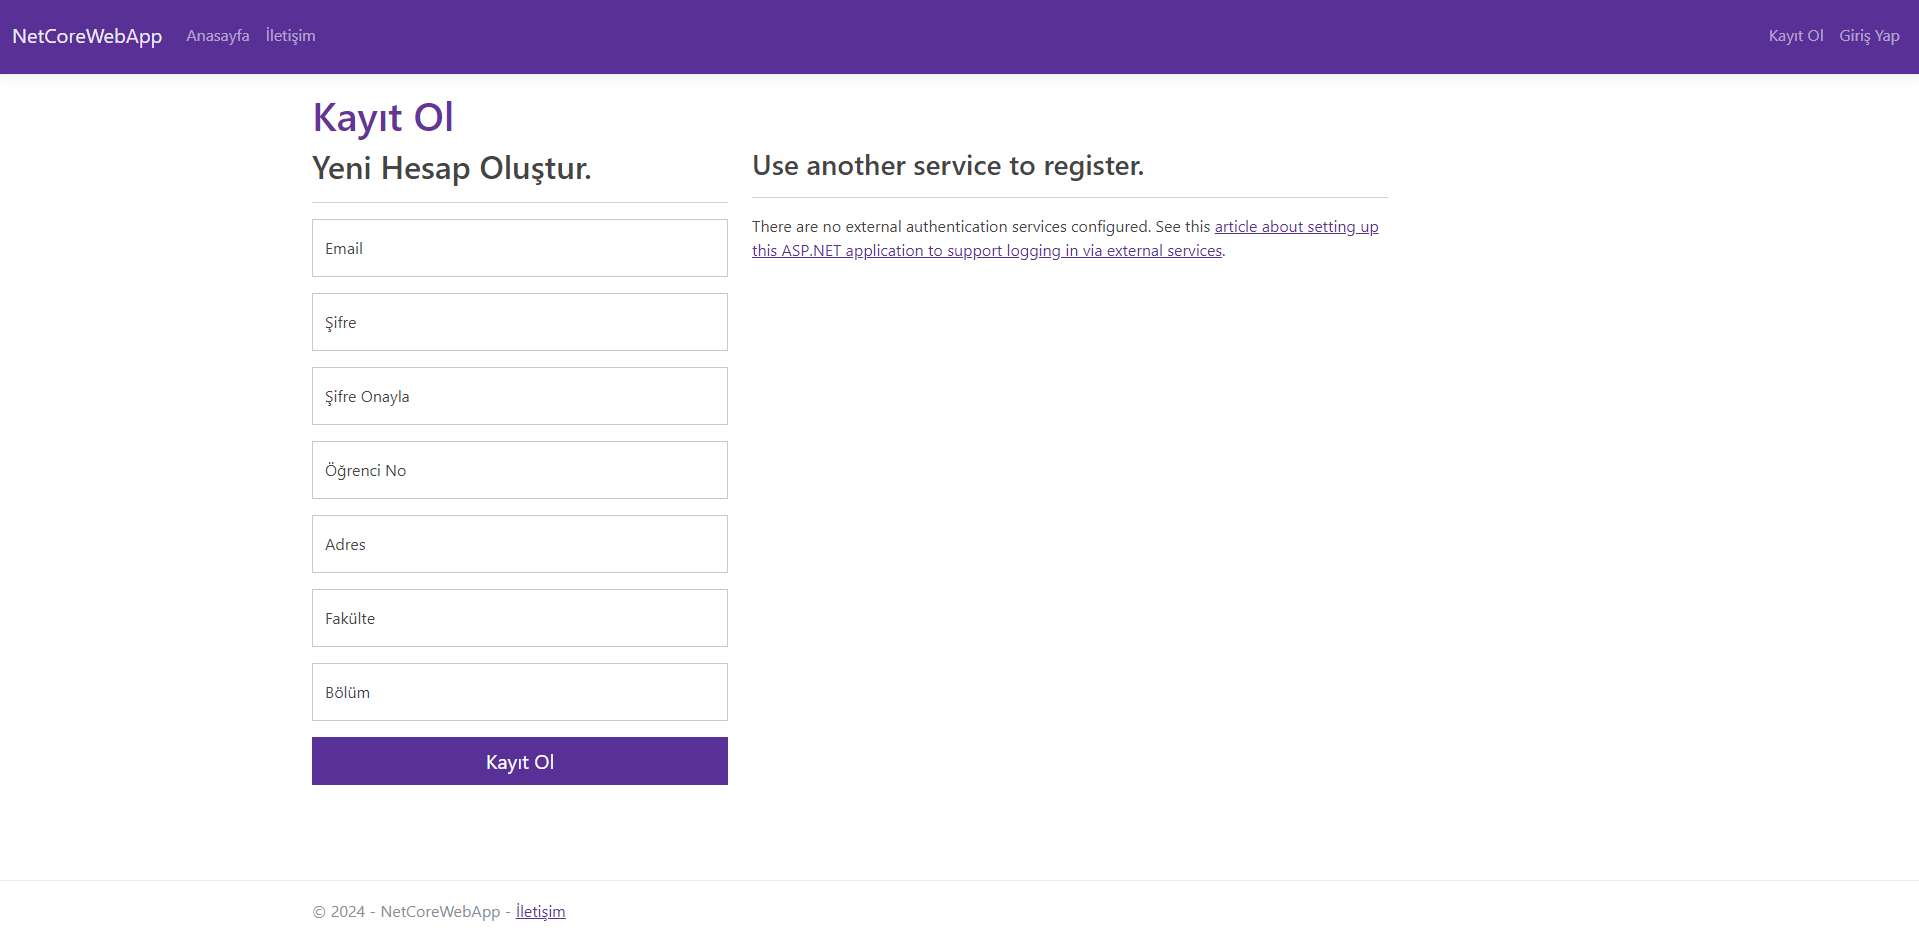 NetCoreWebApp Anasayfa İletişim Kayıt Ol Giriş Yap
Kayıt Ol
Yeni Hesap Oluştur.
Email
Şifre
Şifre Onayla
Öğrenci No
Adres
Fakülte
Bölüm
Kayıt Ol
Use another service to register.
There are no external authentication services configured. See this article about setting up
this ASP.NET application to support logging in via external services.
© 2024 - NetCoreWebApp - İletişim